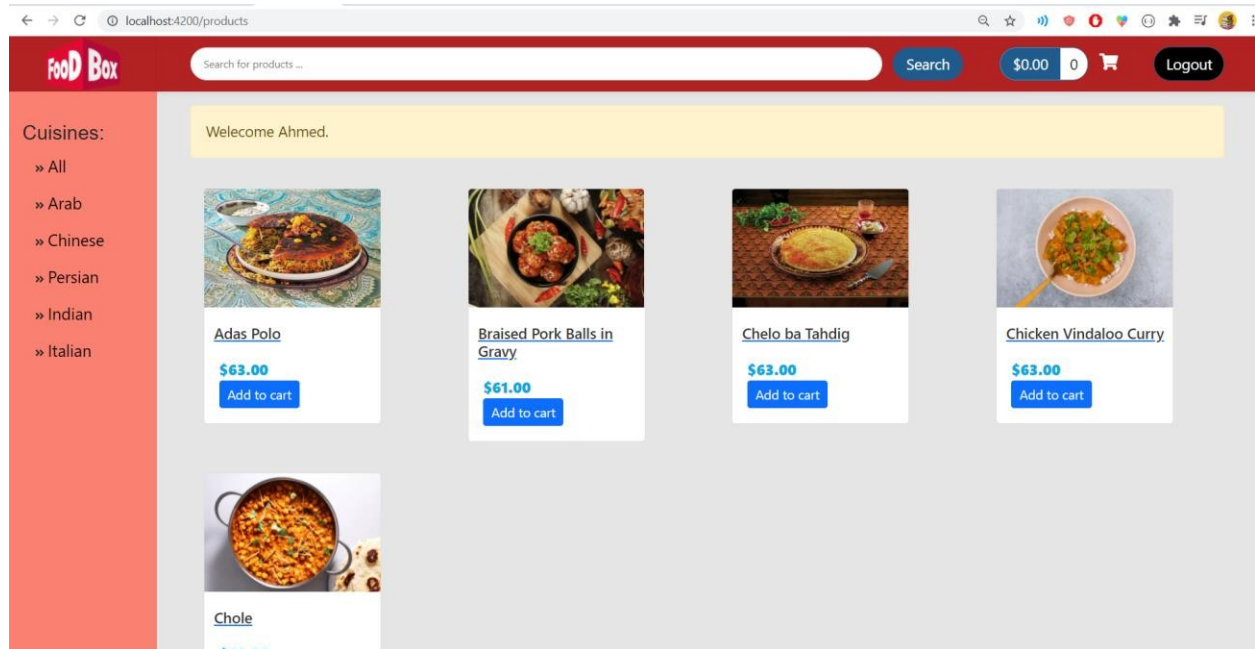 localhost:4200/products
FooD Box
Search for products ...
Search
$0.00
0
Logout
Cuisines:
» All
» Arab
» Chinese
» Persian
» Indian
» Italian
Welecome Ahmed.
Adas Polo
$63.00
Add to cart
Braised Pork Balls in
Gravy
$61.00
Add to cart
Chelo ba Tahdig
$63.00
Add to cart
Chicken Vindaloo Curry
$63.00
Add to cart
Chole